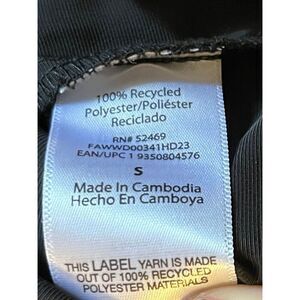 100% Recycled
Polyester/Poliéster
Reciclado
RN# 52469
FAWWD00341HD23
EAN/UPC 1 9350804576
S
Made In Cambodia
Hecho En Camboya
THIS LABEL YARN IS MADE
OUT OF 100% RECYCLED
POLYESTER MATERIALS